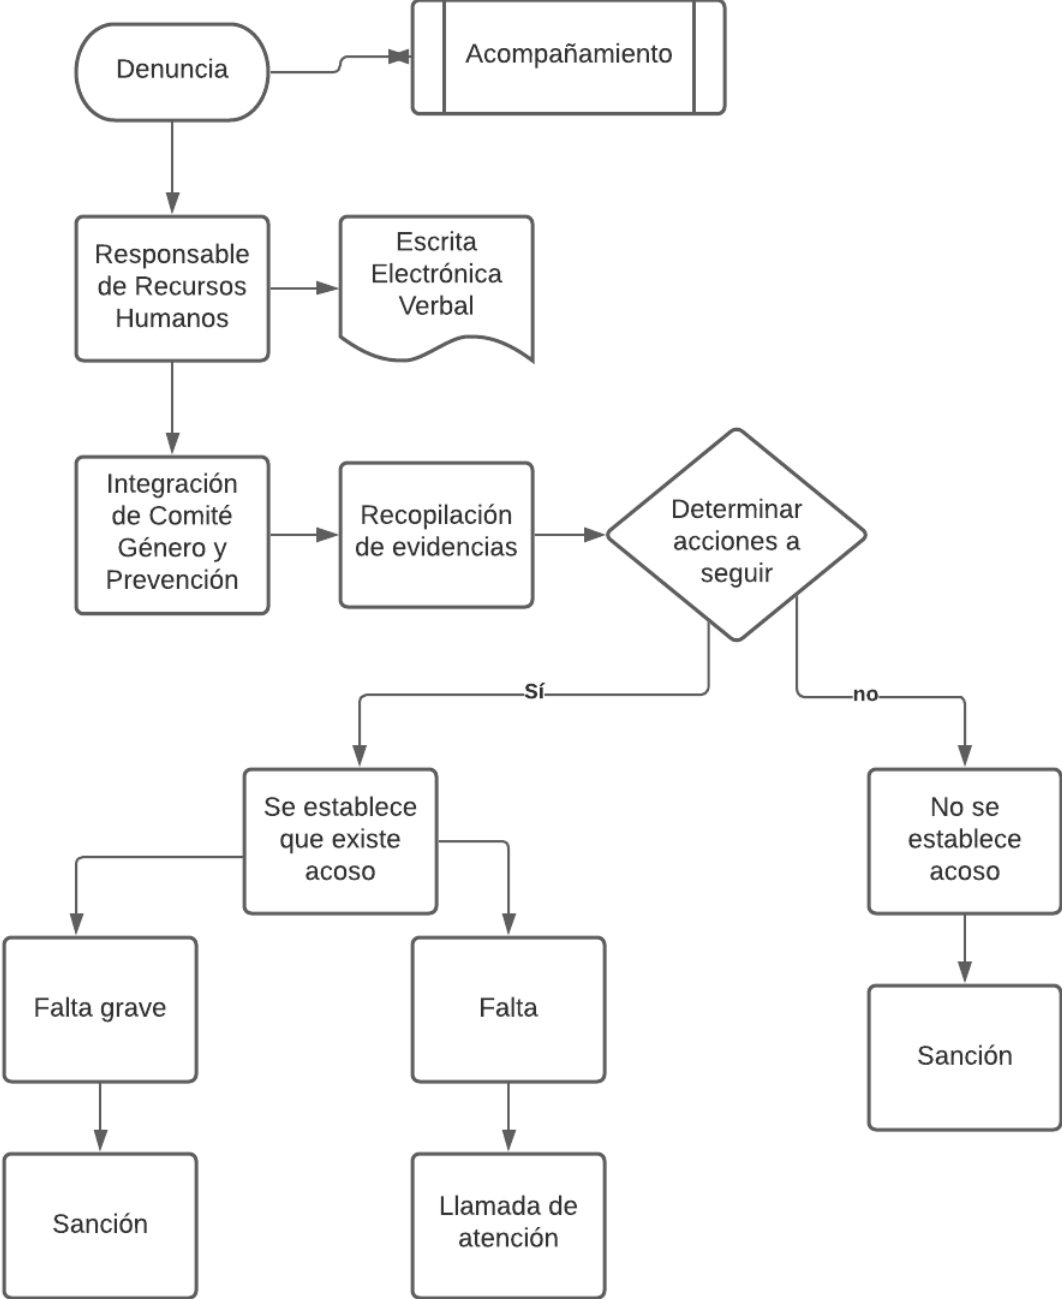 Denuncia
Acompañamiento
Responsable
de Recursos
Humanos
Escrita
Electrónica
Verbal
Integración
de Comité
Género y
Prevención
Recopilación
de evidencias
Determinar
acciones a
seguir
Sí
no
Se establece
que existe
acoso
No se
establece
acoso
Falta grave
Falta
Sanción
Sanción
Llamada de
atención